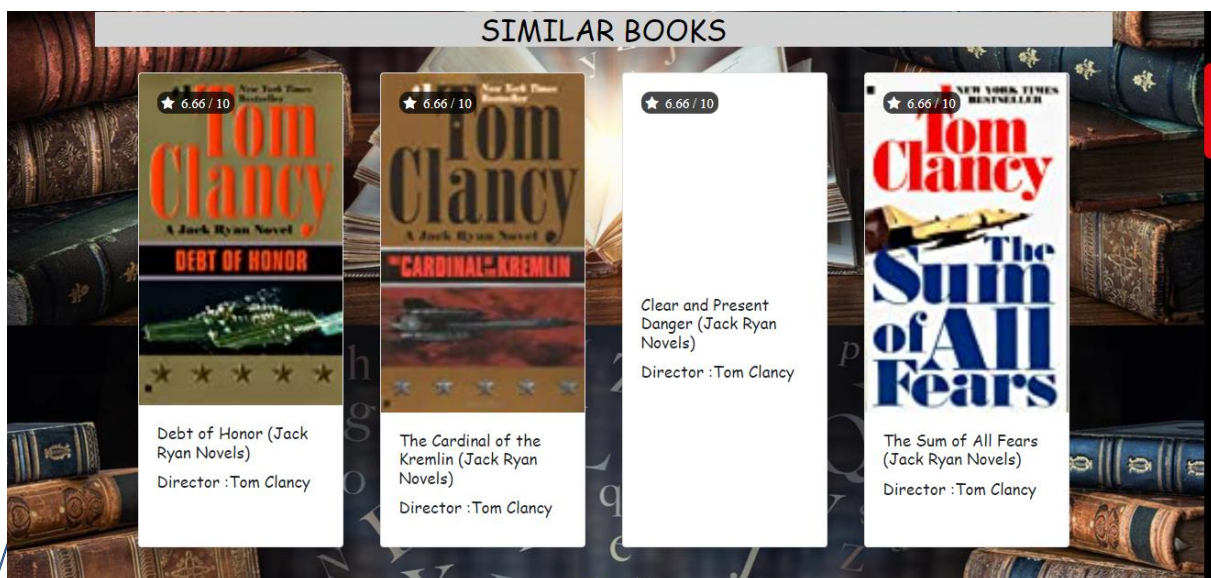 SIMILAR BOOKS
6.66 / 10
New York Times
Bestseller
Tom
Clancy
A Jack Ryan Novel
DEBT OF HONOR
Debt of Honor (Jack
Ryan Novels)
Director :Tom Clancy
6.66 / 10
New York Times
Bestseller
Tom
Clancy
A Jack Ryan Novel
CARDINAL OF THE KREMLIN
The Cardinal of the
Kremlin (Jack Ryan
Novels)
Director :Tom Clancy
6.66 / 10
Clear and Present
Danger (Jack Ryan
Novels)
Director :Tom Clancy
6.66 / 10
NEW YORK TIMES
BESTSELLER
Tom
Clancy
The
Sum
of All
Fears
The Sum of All Fears
(Jack Ryan Novels)
Director :Tom Clancy